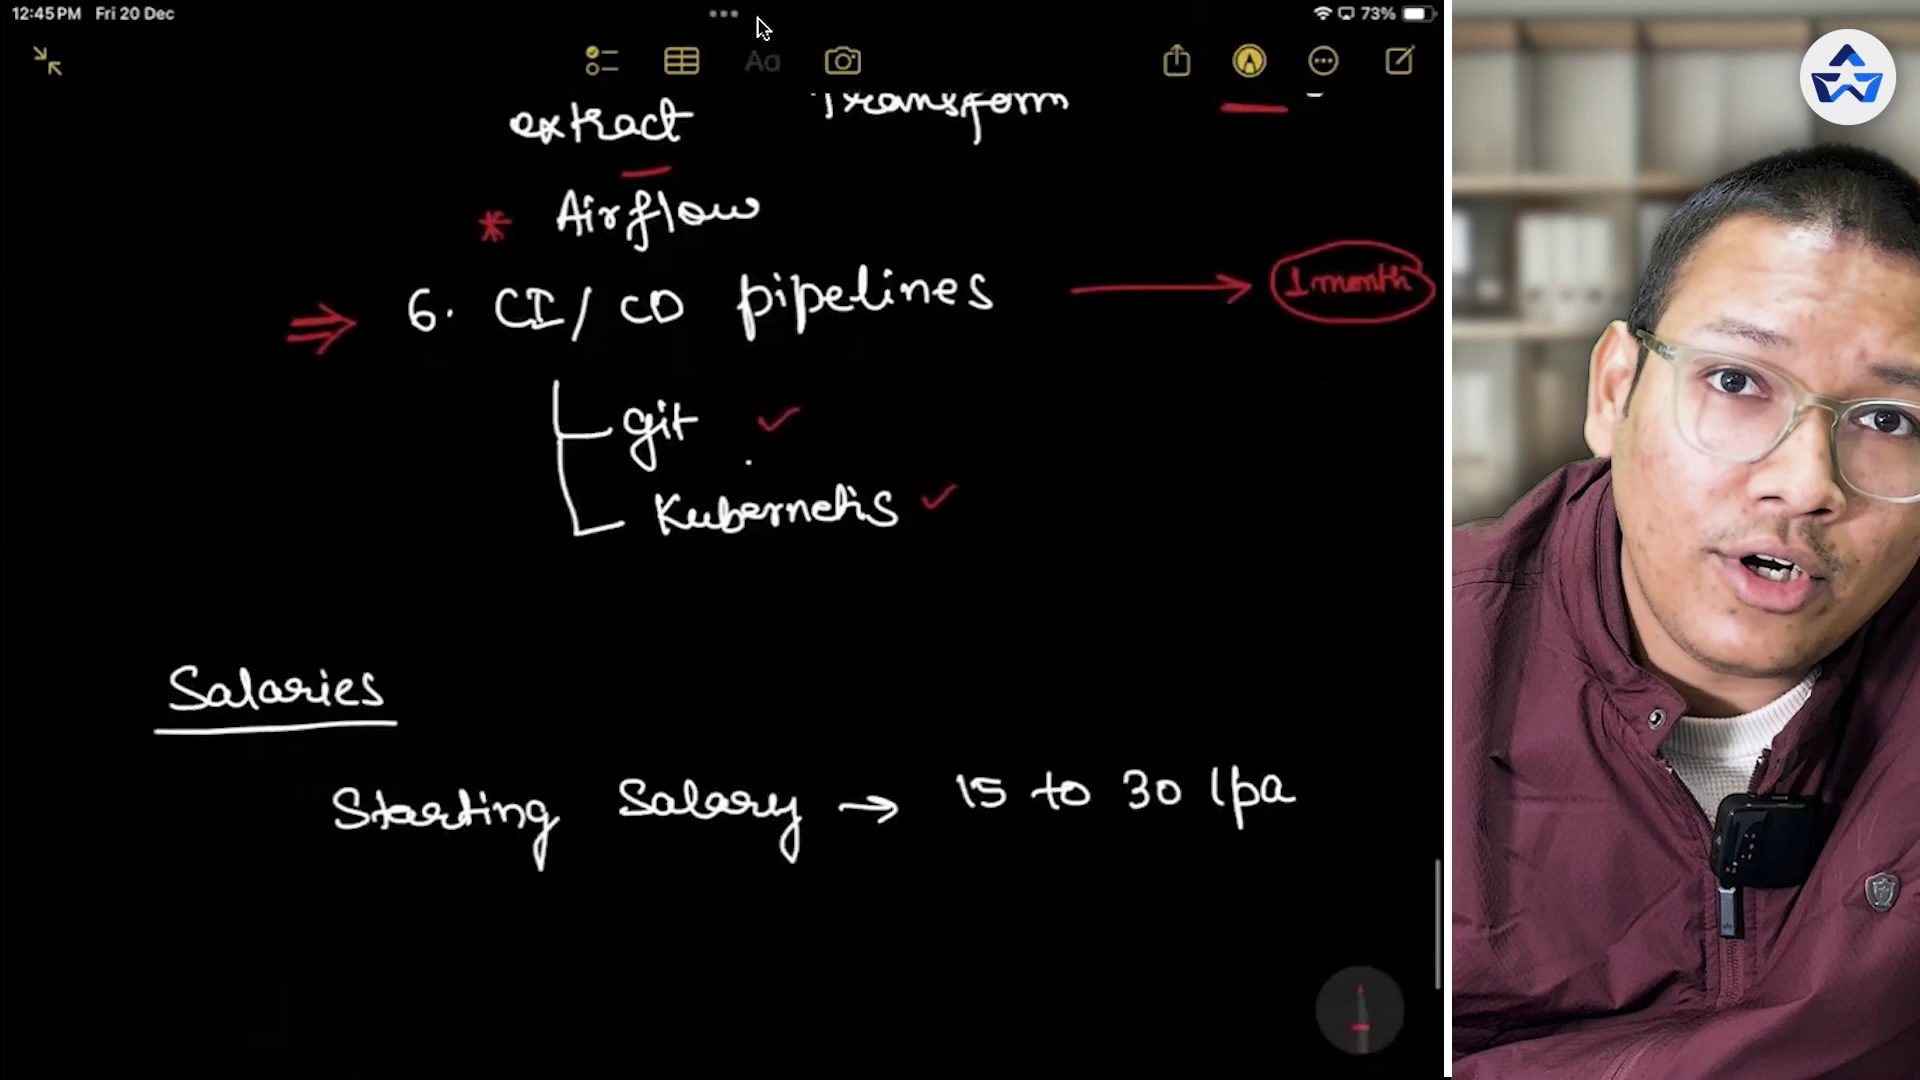 12:45 PM Fri 20 Dec
73%
Aa
extract Transform
* Airflow
⇒ 6. CI/CD pipelines → 1 month
git ✓
Kubernetis ✓
Salaries
Starting Salary → 15 to 30 lpa